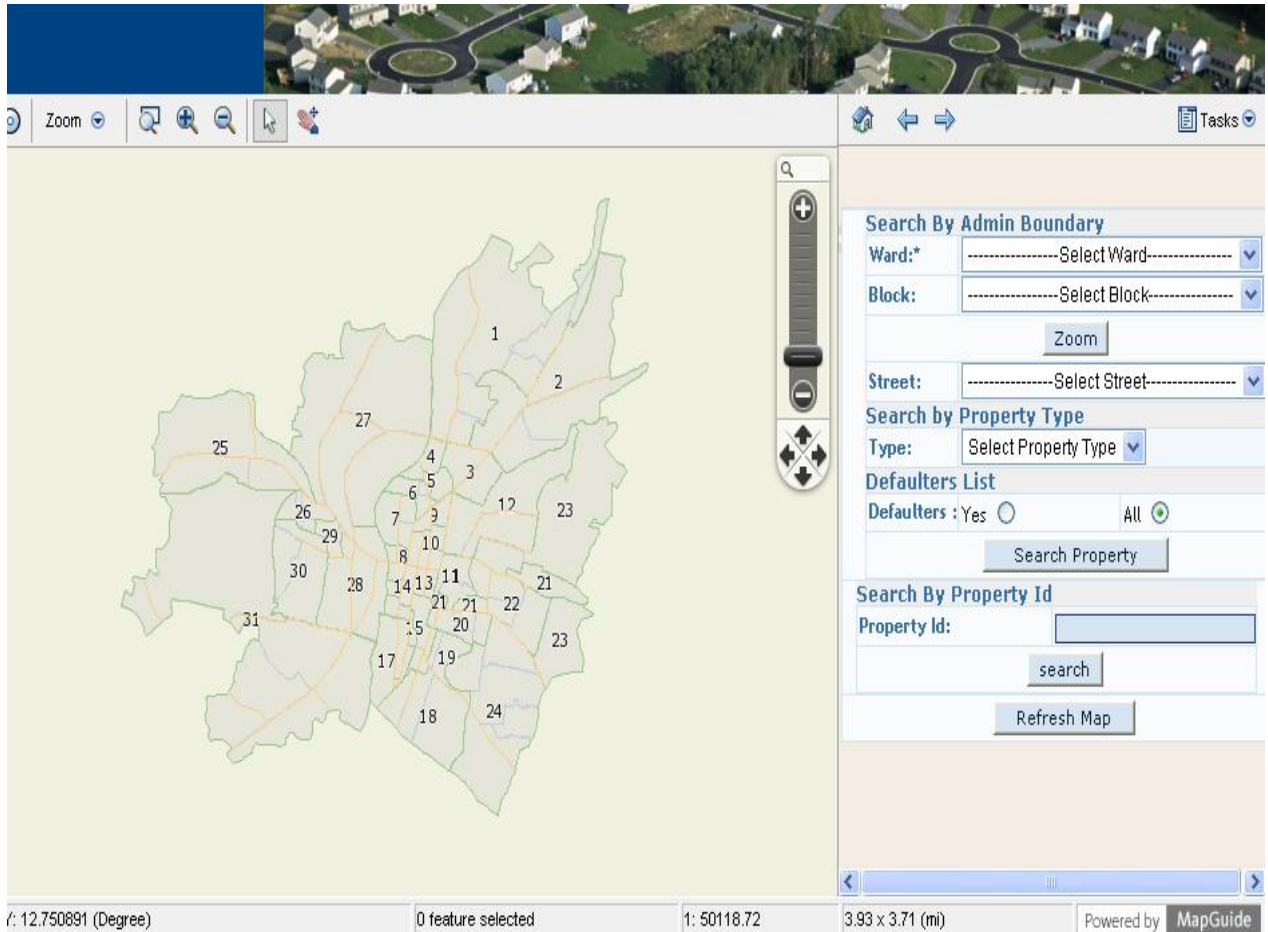 Zoom
Tasks
Search By Admin Boundary
Ward:* ----------------Select Ward----------------
Block: ----------------Select Block----------------
Zoom
Street: ----------------Select Street----------------
Search by Property Type
Type: Select Property Type
Defaulters List
Defaulters : Yes All
Search Property
Search By Property Id
Property Id:
search
Refresh Map
1
2
27
25
4
3
5
6
12
23
26
7
9
29
10
8
30
28
14
13
11
21
22
21
21
31
15
20
23
17
19
18
24
Y: 12.750891 (Degree)
0 feature selected
1: 50118.72
3.93 x 3.71 (mi)
Powered by MapGuide